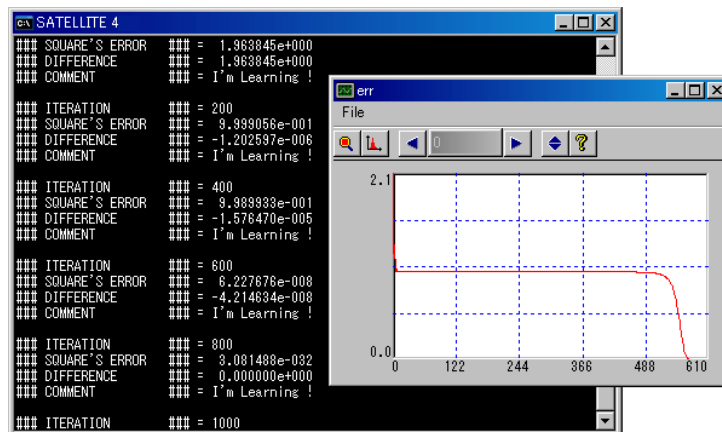 SATELLITE 4
### SQUARE'S ERROR ### = 1.963845e+000
### DIFFERENCE ### = 1.963845e+000
### COMMENT ### = I'm Learning !
### ITERATION ### = 200
### SQUARE'S ERROR ### = 9.999056e-001
### DIFFERENCE ### = -1.202597e-006
### COMMENT ### = I'm Learning !
### ITERATION ### = 400
### SQUARE'S ERROR ### = 9.989933e-001
### DIFFERENCE ### = -1.576470e-005
### COMMENT ### = I'm Learning !
### ITERATION ### = 600
### SQUARE'S ERROR ### = 6.227676e-008
### DIFFERENCE ### = -4.214634e-008
### COMMENT ### = I'm Learning !
### ITERATION ### = 800
### SQUARE'S ERROR ### = 3.081488e-032
### DIFFERENCE ### = 0.000000e+000
### COMMENT ### = I'm Learning !
### ITERATION ### = 1000
err
File
0
2.1
0.0
0 122 244 366 488 610